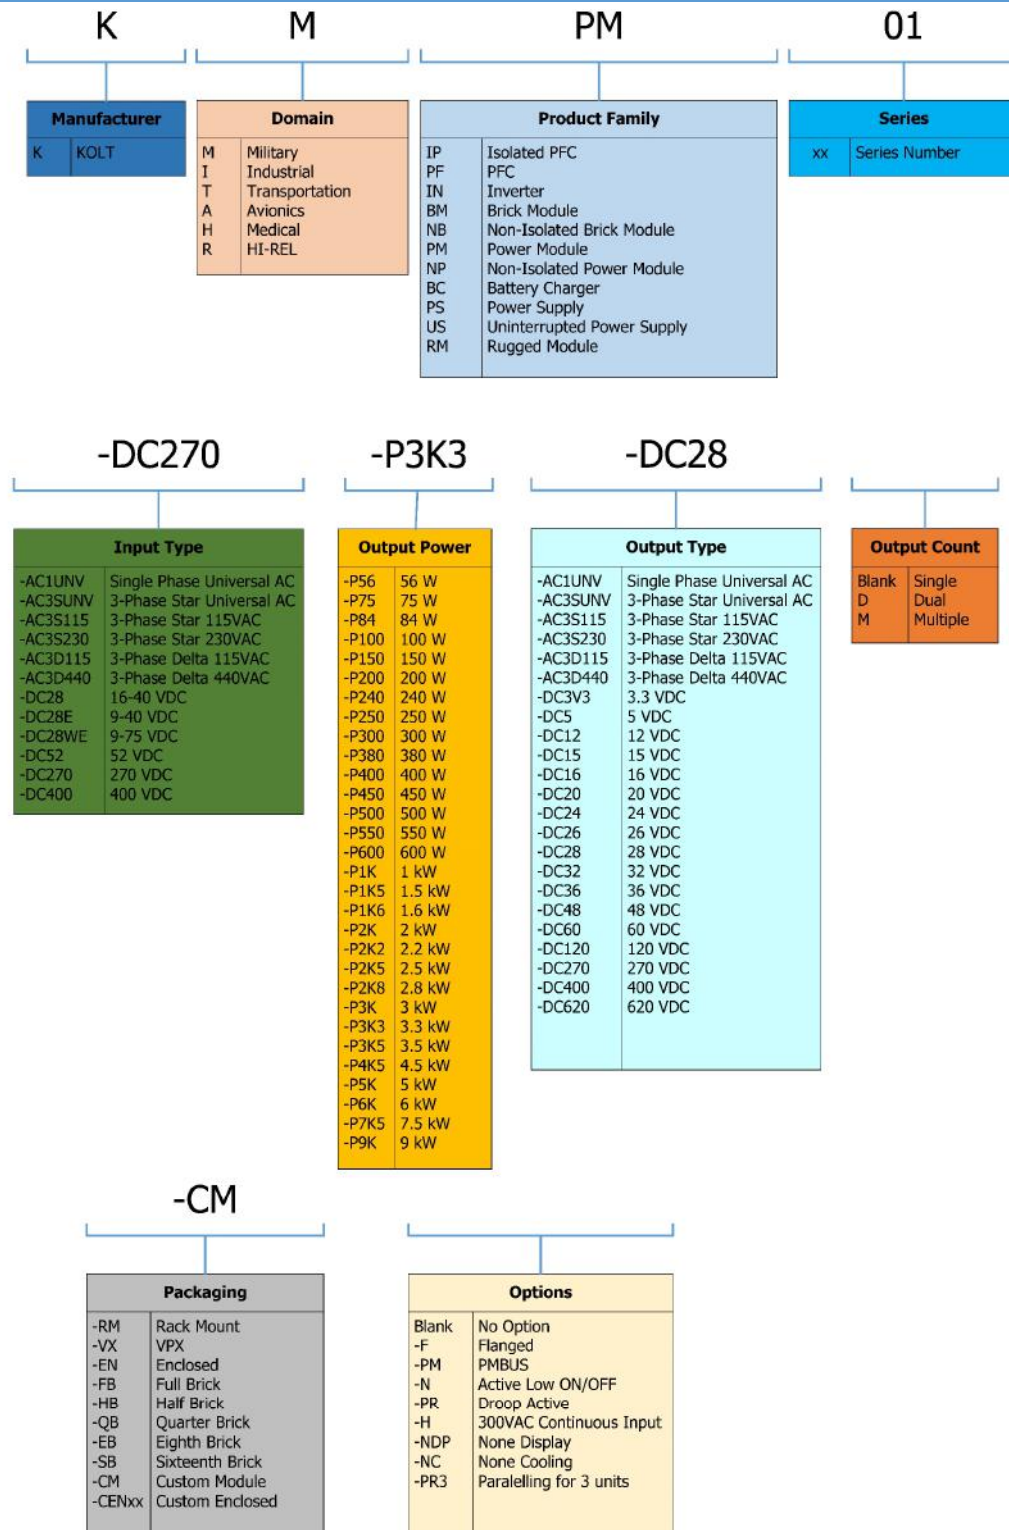 K M PM 01
Manufacturer Domain Product Family Series
K KOLT
M Military
I Industrial
T Transportation
A Avionics
H Medical
R HI-REL
IP Isolated PFC
PF PFC
IN Inverter
BM Brick Module
NB Non-Isolated Brick Module
PM Power Module
NP Non-Isolated Power Module
BC Battery Charger
PS Power Supply
US Uninterrupted Power Supply
RM Rugged Module
xx Series Number
-DC270 -P3K3 -DC28
Input Type Output Power Output Type Output Count
-AC1UNV Single Phase Universal AC
-AC3SUNV 3-Phase Star Universal AC
-AC3S115 3-Phase Star 115VAC
-AC3S230 3-Phase Star 230VAC
-AC3D115 3-Phase Delta 115VAC
-AC3D440 3-Phase Delta 440VAC
-DC28 16-40 VDC
-DC28E 9-40 VDC
-DC28WE 9-75 VDC
-DC52 52 VDC
-DC270 270 VDC
-DC400 400 VDC
-P56 56 W
-P75 75 W
-P84 84 W
-P100 100 W
-P150 150 W
-P200 200 W
-P240 240 W
-P250 250 W
-P300 300 W
-P380 380 W
-P400 400 W
-P450 450 W
-P500 500 W
-P550 550 W
-P600 600 W
-P1K 1 kW
-P1K5 1.5 kW
-P1K6 1.6 kW
-P2K 2 kW
-P2K2 2.2 kW
-P2K5 2.5 kW
-P2K8 2.8 kW
-P3K 3 kW
-P3K3 3.3 kW
-P3K5 3.5 kW
-P4K5 4.5 kW
-P5K 5 kW
-P6K 6 kW
-P7K5 7.5 kW
-P9K 9 kW
-AC1UNV Single Phase Universal AC
-AC3SUNV 3-Phase Star Universal AC
-AC3S115 3-Phase Star 115VAC
-AC3S230 3-Phase Star 230VAC
-AC3D115 3-Phase Delta 115VAC
-AC3D440 3-Phase Delta 440VAC
-DC3V3 3.3 VDC
-DC5 5 VDC
-DC12 12 VDC
-DC15 15 VDC
-DC16 16 VDC
-DC20 20 VDC
-DC24 24 VDC
-DC26 26 VDC
-DC28 28 VDC
-DC32 32 VDC
-DC36 36 VDC
-DC48 48 VDC
-DC60 60 VDC
-DC120 120 VDC
-DC270 270 VDC
-DC400 400 VDC
-DC620 620 VDC
Blank Single
D Dual
M Multiple
-CM
Packaging Options
-RM Rack Mount
-VX VPX
-EN Enclosed
-FB Full Brick
-HB Half Brick
-QB Quarter Brick
-EB Eighth Brick
-SB Sixteenth Brick
-CM Custom Module
-CENxx Custom Enclosed
Blank No Option
-F Flanged
-PM PMBUS
-N Active Low ON/OFF
-PR Droop Active
-H 300VAC Continuous Input
-NDP None Display
-NC None Cooling
-PR3 Paralelling for 3 units